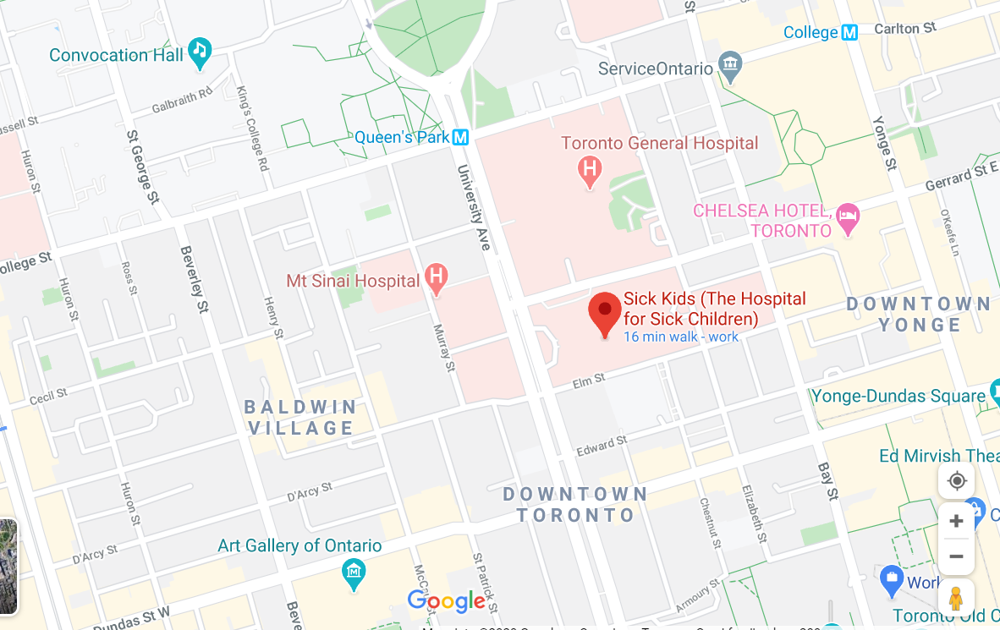 St
College M
Carlton St
Convocation Hall
ServiceOntario
Galbraith Rd
King's College Rd
ssell St
Queen's Park M
Toronto General Hospital
H
Yonge St
Huron St
St George St
University Ave
Gerrard St E
CHELSEA HOTEL,
TORONTO
O'Keefe Ln
ollege St
Beverley St
Ross St
Huron St
Mt Sinai Hospital
H
Henry St
Sick Kids (The Hospital
for Sick Children)
16 min walk - work
DOWNTOWN
YONGE
Murray St
Elm St
Cecil St
BALDWIN
VILLAGE
Yonge-Dundas Square
Edward St
Ed Mirvish Thea
Bay St
D'Arcy St
Huron St
DOWNTOWN
TORONTO
Chestnut St
Elizabeth St
C
Art Gallery of Ontario
D'Arcy St
St Patrick St
McCa
Armoury St
Work
Google
Beve
Dundas St W
Toronto Old C